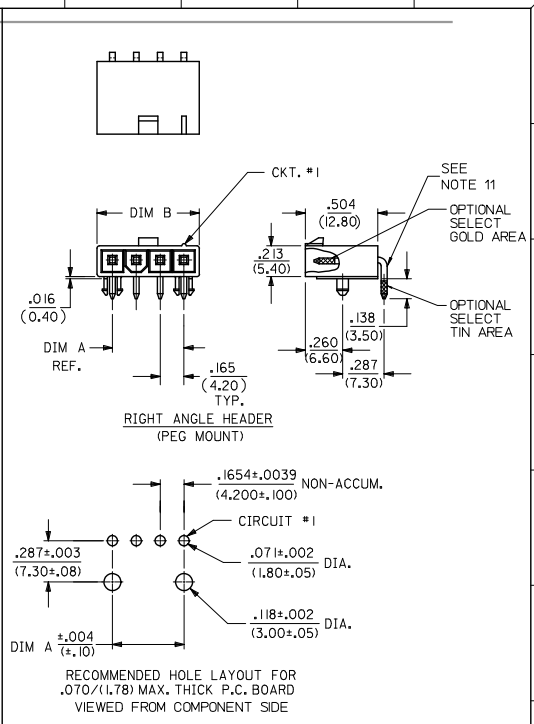 CKT. #1
DIM B
SEE
NOTE 11
.504
(12.80)
OPTIONAL
SELECT
GOLD AREA
.213
(5.40)
.016
(0.40)
OPTIONAL
SELECT
TIN AREA
.138
(3.50)
DIM A
REF.
.260
(6.60)
.287
(7.30)
.165
(4.20)
TYP.
RIGHT ANGLE HEADER
(PEG MOUNT)
.1654±.0039
(4.200±.100)
NON-ACCUM.
CIRCUIT #1
.287±.003
(7.30±.08)
.071±.002
(1.80±.05)
DIA.
.118±.002
(3.00±.05)
DIA.
DIM A ±.004
(±.10)
RECOMMENDED HOLE LAYOUT FOR
.070/(1.78) MAX. THICK P.C. BOARD
VIEWED FROM COMPONENT SIDE